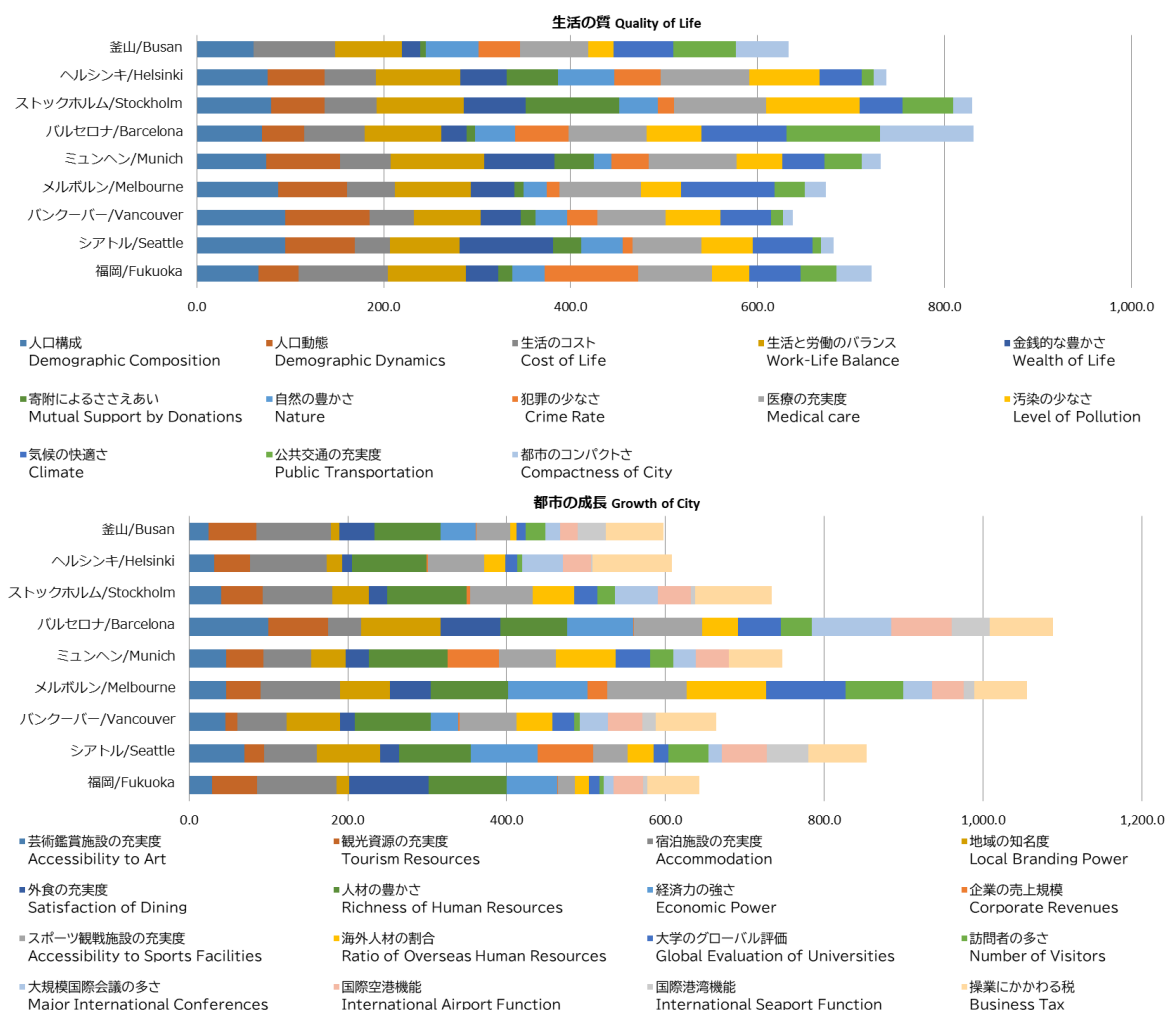 生活の質 Quality of Life
釜山/Busan
ヘルシンキ/Helsinki
ストックホルム/Stockholm
バルセロナ/Barcelona
ミュンヘン/Munich
メルボルン/Melbourne
バンクーバー/Vancouver
シアトル/Seattle
福岡/Fukuoka
0.0 200.0 400.0 600.0 800.0 1,000.0
人口構成 人口動態 生活のコスト 生活と労働のバランス 金銭的な豊かさ
Demographic Composition Demographic Dynamics Cost of Life Work-Life Balance Wealth of Life
寄附によるささえあい 自然の豊かさ 犯罪の少なさ 医療の充実度 汚染の少なさ
Mutual Support by Donations Nature Crime Rate Medical care Level of Pollution
気候の快適さ 公共交通の充実度 都市のコンパクトさ
Climate Public Transportation Compactness of City
都市の成長 Growth of City
釜山/Busan
ヘルシンキ/Helsinki
ストックホルム/Stockholm
バルセロナ/Barcelona
ミュンヘン/Munich
メルボルン/Melbourne
バンクーバー/Vancouver
シアトル/Seattle
福岡/Fukuoka
0.0 200.0 400.0 600.0 800.0 1,000.0 1,200.0
芸術鑑賞施設の充実度 観光資源の充実度 宿泊施設の充実度 地域の知名度
Accessibility to Art Tourism Resources Accommodation Local Branding Power
外食の充実度 人材の豊かさ 経済力の強さ 企業の売上規模
Satisfaction of Dining Richness of Human Resources Economic Power Corporate Revenues
スポーツ観戦施設の充実度 海外人材の割合 大学のグローバル評価 訪問者の多さ
Accessibility to Sports Facilities Ratio of Overseas Human Resources Global Evaluation of Universities Number of Visitors
大規模国際会議の多さ 国際空港機能 国際港湾機能 操業にかかわる税
Major International Conferences International Airport Function International Seaport Function Business Tax